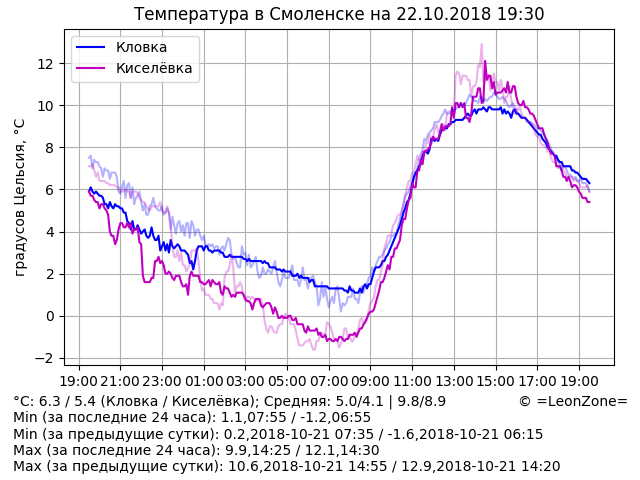 Температура в Смоленске на 22.10.2018 19:30
Кловка
Киселёвка
градусов Цельсия, °C
12
10
8
6
4
2
0
−2
19:00 21:00 23:00 01:00 03:00 05:00 07:00 09:00 11:00 13:00 15:00 17:00 19:00
°C: 6.3 / 5.4 (Кловка / Киселёвка); Средняя: 5.0/4.1 | 9.8/8.9 © =LeonZone=
Min (за последние 24 часа): 1.1,07:55 / -1.2,06:55
Min (за предыдущие сутки): 0.2,2018-10-21 07:35 / -1.6,2018-10-21 06:15
Max (за последние 24 часа): 9.9,14:25 / 12.1,14:30
Max (за предыдущие сутки): 10.6,2018-10-21 14:55 / 12.9,2018-10-21 14:20